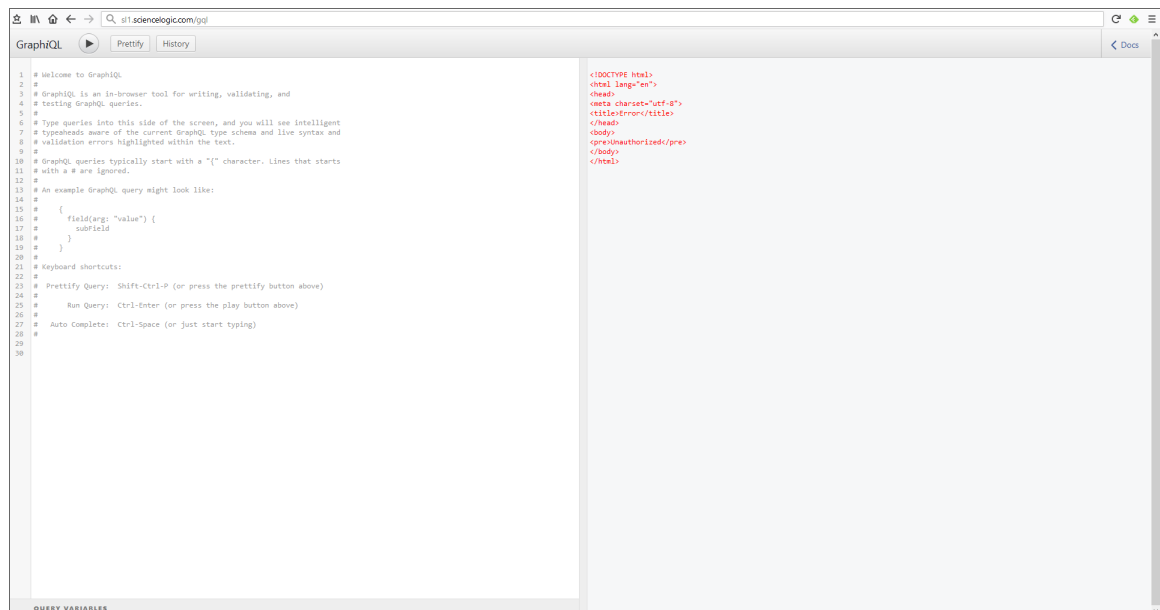 sl1.sciencelogic.com/gql
GraphiQL
Prettify
History
Docs
1 # Welcome to GraphiQL
2 #
3 # GraphiQL is an in-browser tool for writing, validating, and
4 # testing GraphQL queries.
5 #
6 # Type queries into this side of the screen, and you will see intelligent
7 # typeaheads aware of the current GraphQL type schema and live syntax and
8 # validation errors highlighted within the text.
9 #
10 # GraphQL queries typically start with a "{" character. Lines that starts
11 # with a # are ignored.
12 #
13 # An example GraphQL query might look like:
14 #
15 #     {
16 #       field(arg: "value") {
17 #         subField
18 #       }
19 #     }
20 #
21 # Keyboard shortcuts:
22 #
23 #  Prettify Query:  Shift-Ctrl-P (or press the prettify button above)
24 #
25 #       Run Query:  Ctrl-Enter (or press the play button above)
26 #
27 #   Auto Complete:  Ctrl-Space (or just start typing)
28 #
29
30
<!DOCTYPE html>
<html lang="en">
<head>
<meta charset="utf-8">
<title>Error</title>
</head>
<body>
<pre>Unauthorized</pre>
</body>
</html>
QUERY VARIABLES